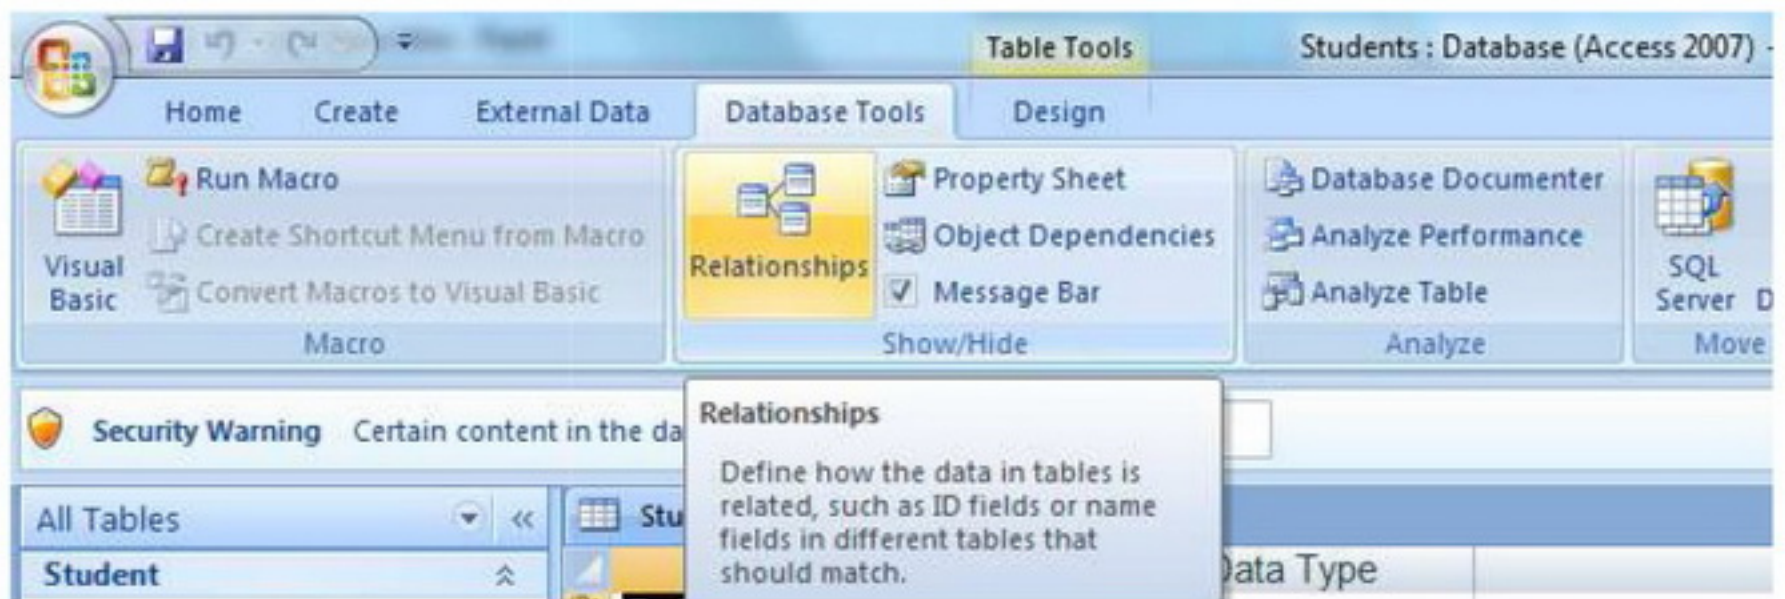 Table Tools
Students : Database (Access 2007) -
Home Create External Data Database Tools Design
Run Macro
Create Shortcut Menu from Macro
Convert Macros to Visual Basic
Visual
Basic
Macro
Relationships
Property Sheet
Object Dependencies
Message Bar
Show/Hide
Database Documenter
Analyze Performance
Analyze Table
Analyze
SQL
Server D
Move
Security Warning Certain content in the da
Relationships
Define how the data in tables is
related, such as ID fields or name
fields in different tables that
should match.
All Tables
Stu
Student
Data Type